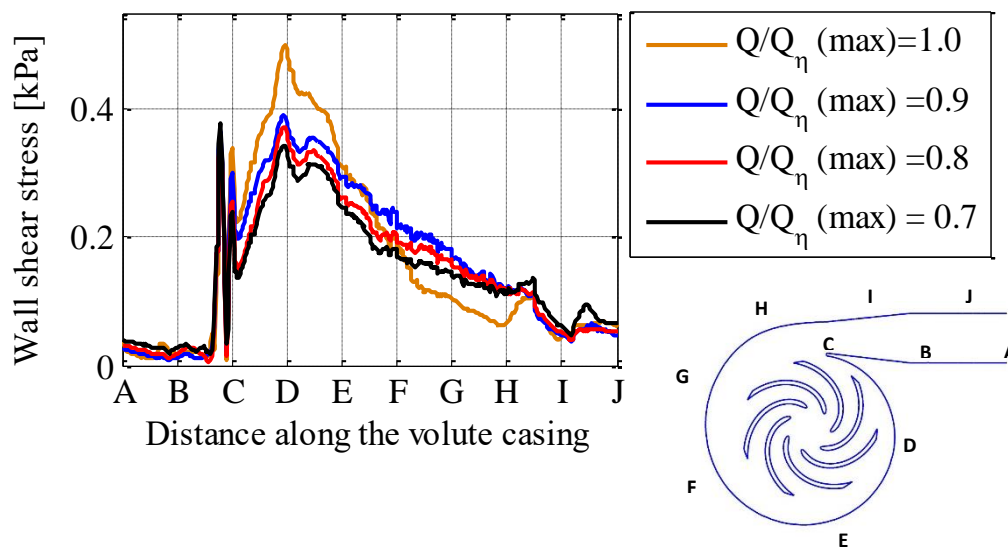 Wall shear stress [kPa]
0.4
0.2
0
A B C D E F G H I J
Distance along the volute casing
Q/Qη (max)=1.0
Q/Qη (max) =0.9
Q/Qη (max) =0.8
Q/Qη (max) = 0.7
H
I
J
C
B
A
G
D
F
E